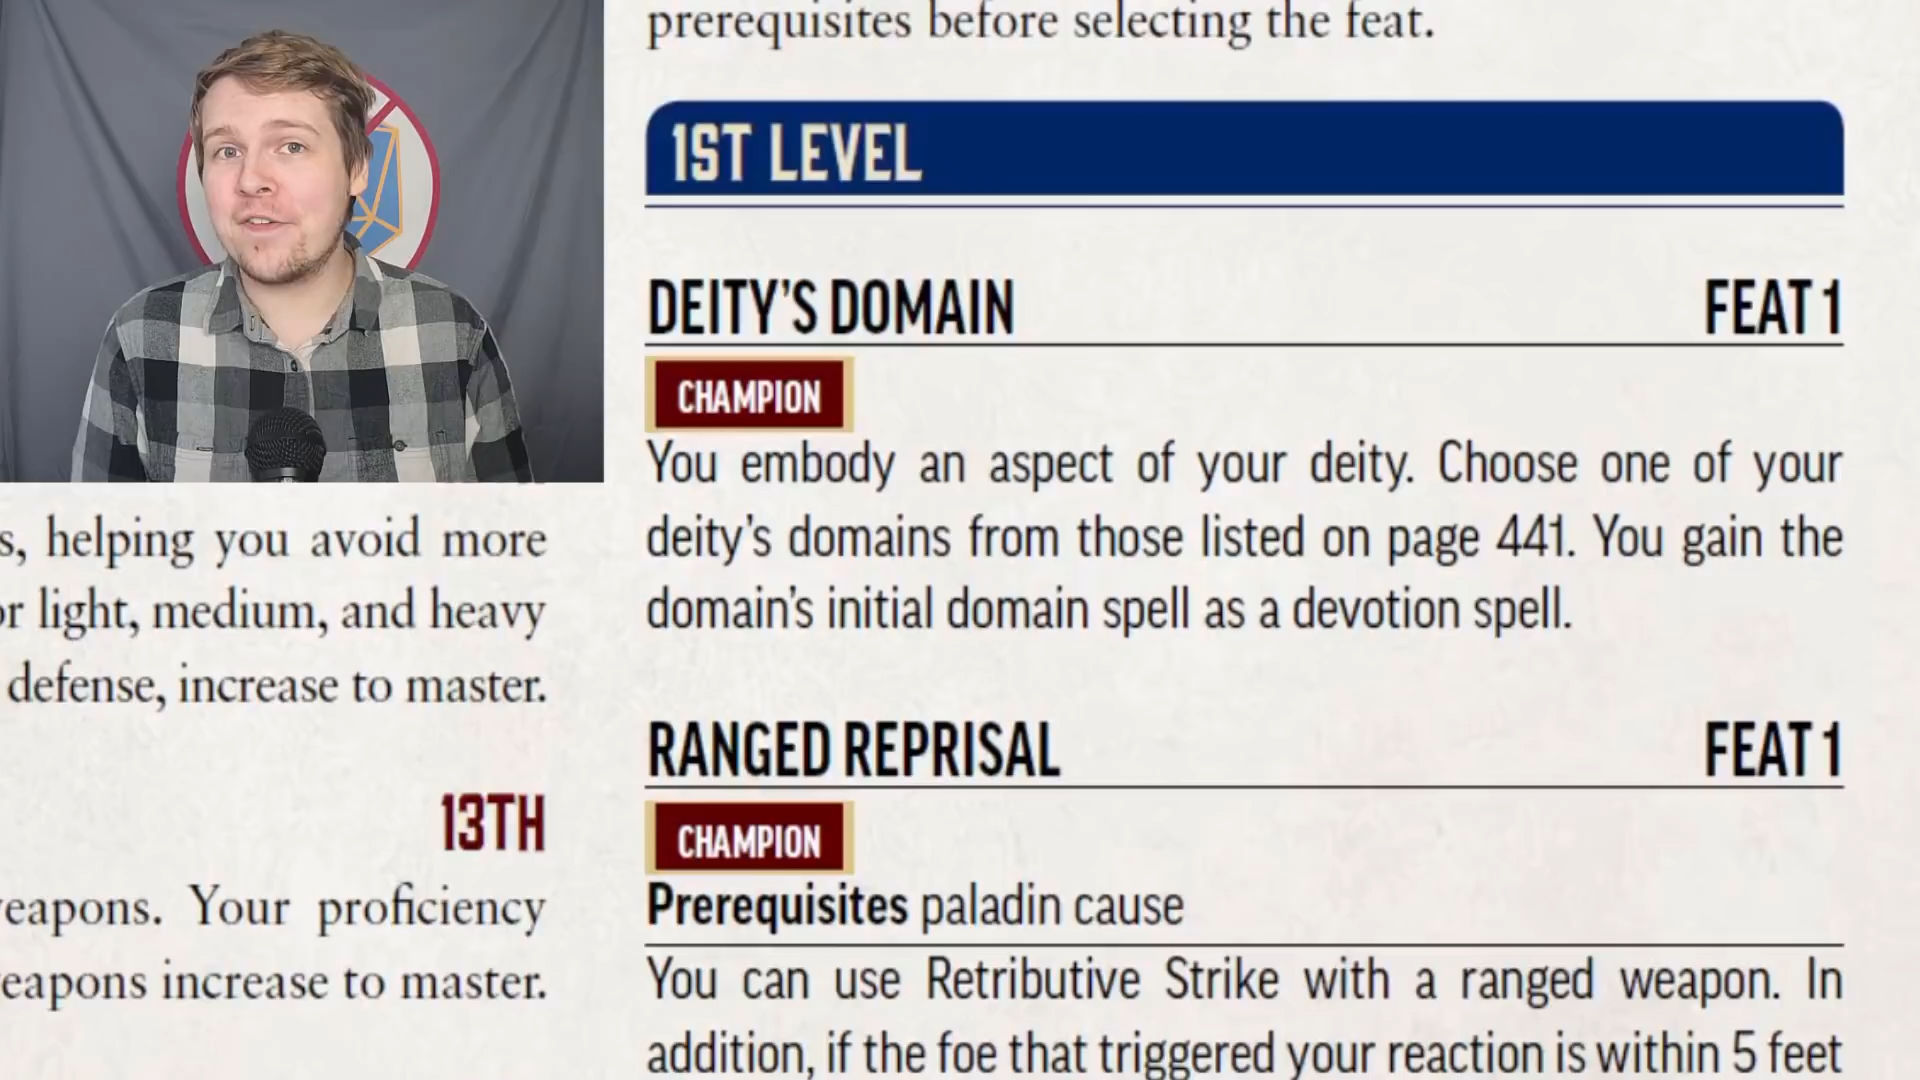 prerequisites before selecting the feat.
1ST LEVEL
DEITY'S DOMAIN FEAT 1
CHAMPION
You embody an aspect of your deity. Choose one of your
deity's domains from those listed on page 441. You gain the
domain's initial domain spell as a devotion spell.
RANGED REPRISAL FEAT 1
CHAMPION
Prerequisites paladin cause
You can use Retributive Strike with a ranged weapon. In
addition, if the foe that triggered your reaction is within 5 feet
helping you avoid more
light, medium, and heavy
defense, increase to master.
13TH
Your proficiency
increase to master.